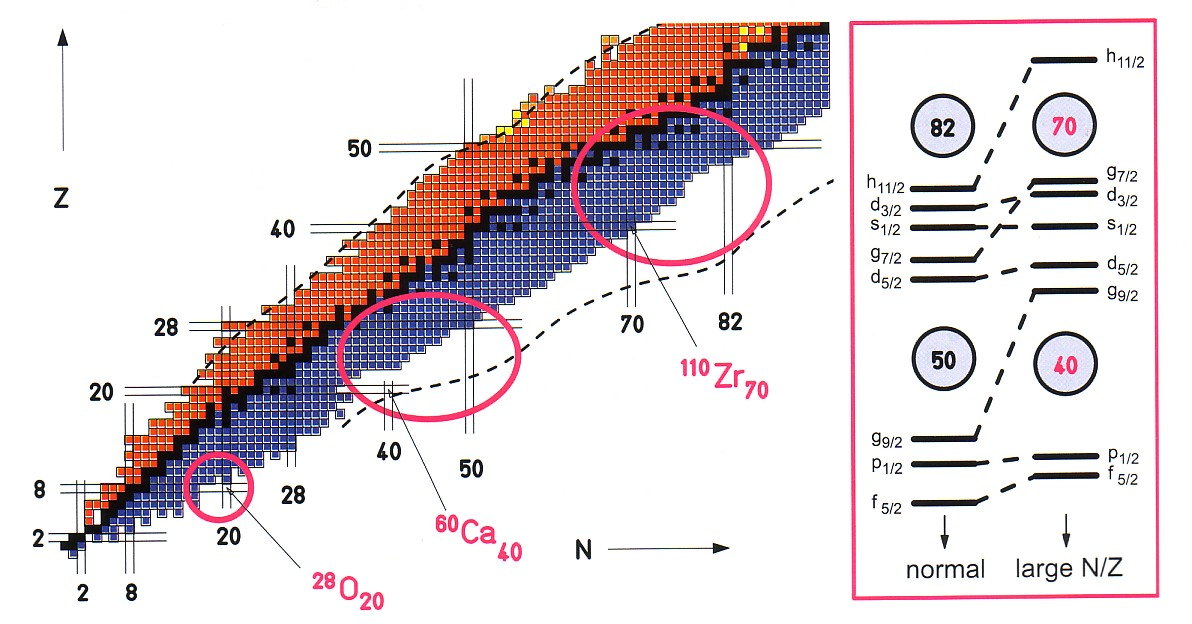 Z
50
40
28
20
8
2
2
8
20
28
40
50
70
82
N
²⁸O₂₀
⁶⁰Ca₄₀
¹¹⁰Zr₇₀
h₁₁/₂
82
70
h₁₁/₂
g₇/₂
d₃/₂
d₃/₂
s₁/₂
s₁/₂
g₇/₂
d₅/₂
d₅/₂
g₉/₂
50
40
g₉/₂
p₁/₂
p₁/₂
f₅/₂
f₅/₂
normal
large N/Z